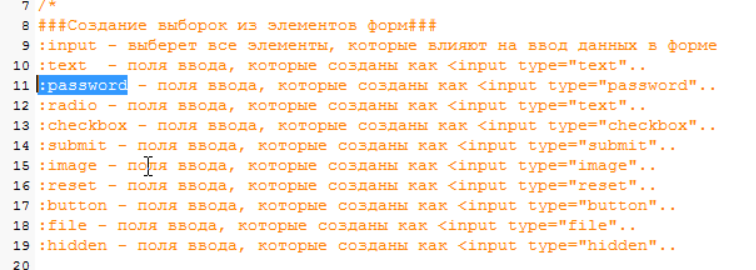 7 /*
8 ###Создание выборок из элементов форм###
9 :input - выберет все элементы, которые влияют на ввод данных в форме
10 :text  - поля ввода, которые созданы как <input type="text"..
11 :password - поля ввода, которые созданы как <input type="password"..
12 :radio - поля ввода, которые созданы как <input type="text"..
13 :checkbox - поля ввода, которые созданы как <input type="checkbox"..
14 :submit - поля ввода, которые созданы как <input type="submit"..
15 :image - поля ввода, которые созданы как <input type="image"..
16 :reset - поля ввода, которые созданы как <input type="reset"..
17 :button - поля ввода, которые созданы как <input type="button"..
18 :file - поля ввода, которые созданы как <input type="file"..
19 :hidden - поля ввода, которые созданы как <input type="hidden"..
20